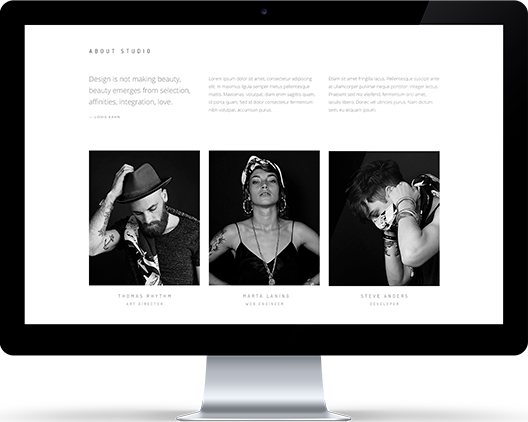 ABOUT STUDIO
Design is not making beauty,
beauty emerges from selection,
affinities, integration, love.
— LOUIS KAHN
Lorem ipsum dolor sit amet, consectetur adipiscing
elit. In maximus ligula semper metus pellentesque
mattis. Maecenas volutpat, diam enim sagittis quam,
id porta quam. Sed id dolor consectetur fermentum
nibh volutpat, accumsan purus.
Etiam sit amet fringilla lacus. Pellentesque suscipit ante
at ullamcorper pulvinar neque porttitor. Integer lectus.
Praesent sed nisi eleifend, fermentum orci amet,
iaculis libero. Donec vel ultricies purus. Nam dictum
sem, eu aliquam ipsum.
THOMAS RHYTHM
ART DIRECTOR
MARTA LANING
WEB ENGINEER
STEVE ANDERS
DEVELOPER